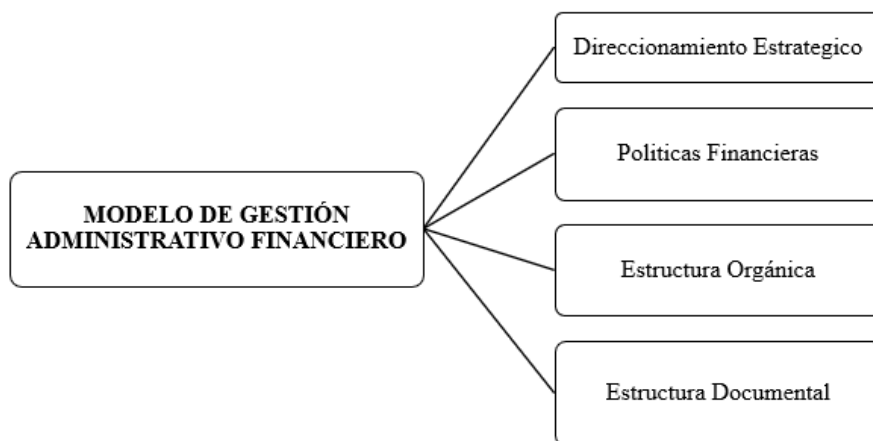 Direccionamiento Estrategico
Politicas Financieras
MODELO DE GESTIÓN
ADMINISTRATIVO FINANCIERO
Estructura Orgánica
Estructura Documental